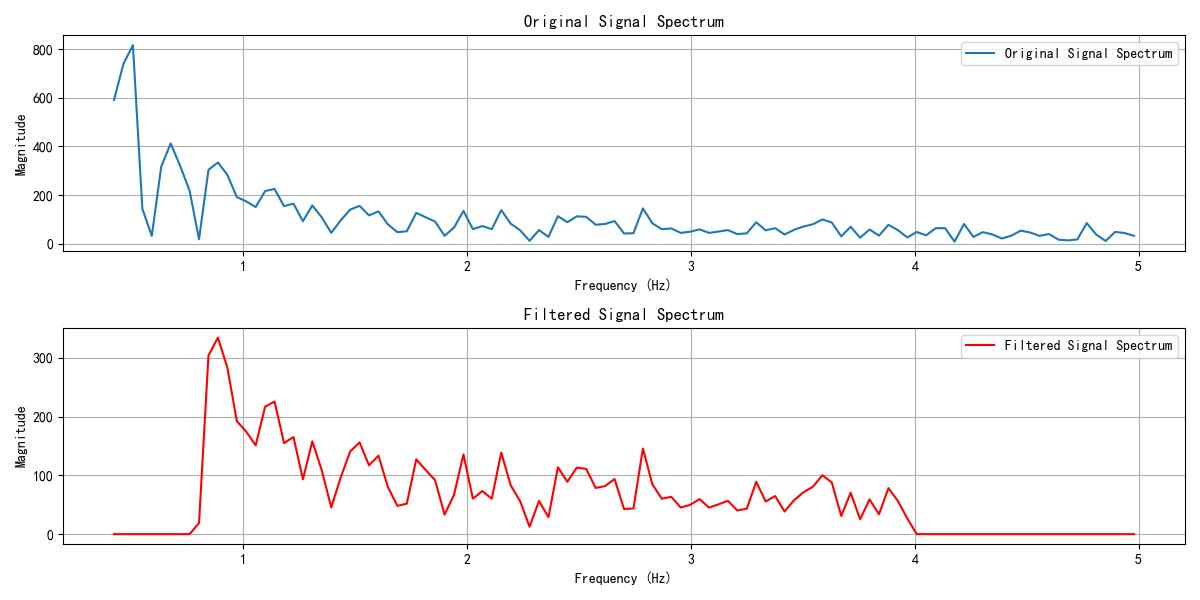 Original Signal Spectrum
Original Signal Spectrum
800
600
400
200
0
Magnitude
1 2 3 4 5
Frequency (Hz)
Filtered Signal Spectrum
Filtered Signal Spectrum
300
200
100
0
Magnitude
1 2 3 4 5
Frequency (Hz)